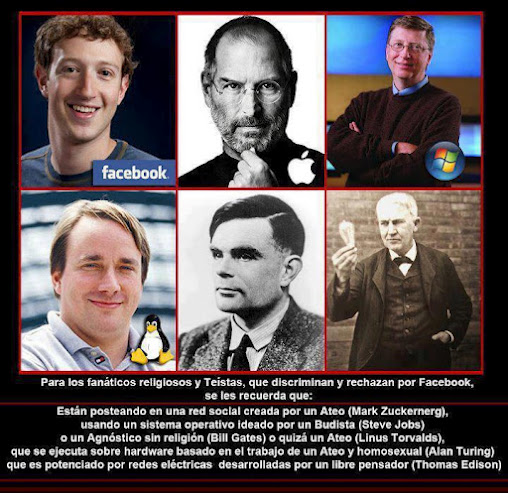 facebook
Para los fanáticos religiosos y Teístas, que discriminan y rechazan por Facebook,
se les recuerda que:
Están posteando en una red social creada por un Ateo (Mark Zuckernerg),
usando un sistema operativo ideado por un Budista (Steve Jobs)
o un Agnóstico sin religión (Bill Gates) o quizá un Ateo (Linus Torvalds),
que se ejecuta sobre hardware basado en el trabajo de un Ateo y homosexual (Alan Turing)
que es potenciado por redes eléctricas desarrolladas por un libre pensador (Thomas Edison)